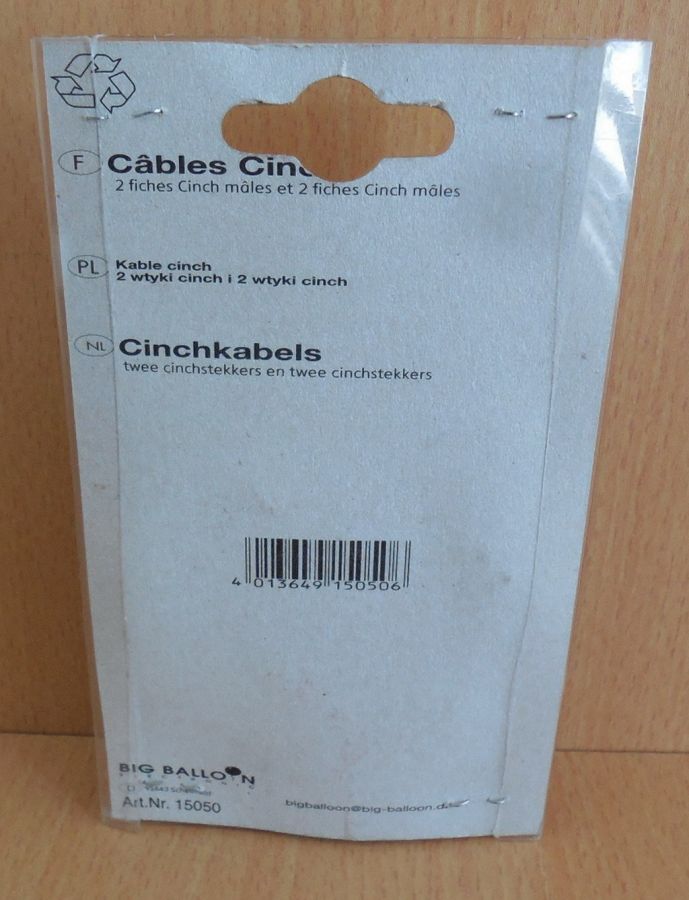 F Câbles Cinc
2 fiches Cinch mâles et 2 fiches Cinch mâles
PL Kable cinch
2 wtyki cinch i 2 wtyki cinch
NL Cinchkabels
twee cinchstekkers en twee cinchstekkers
4 013649 150506
BIG BALLOON
Art.Nr. 15050
bigballoon@big-balloon.de